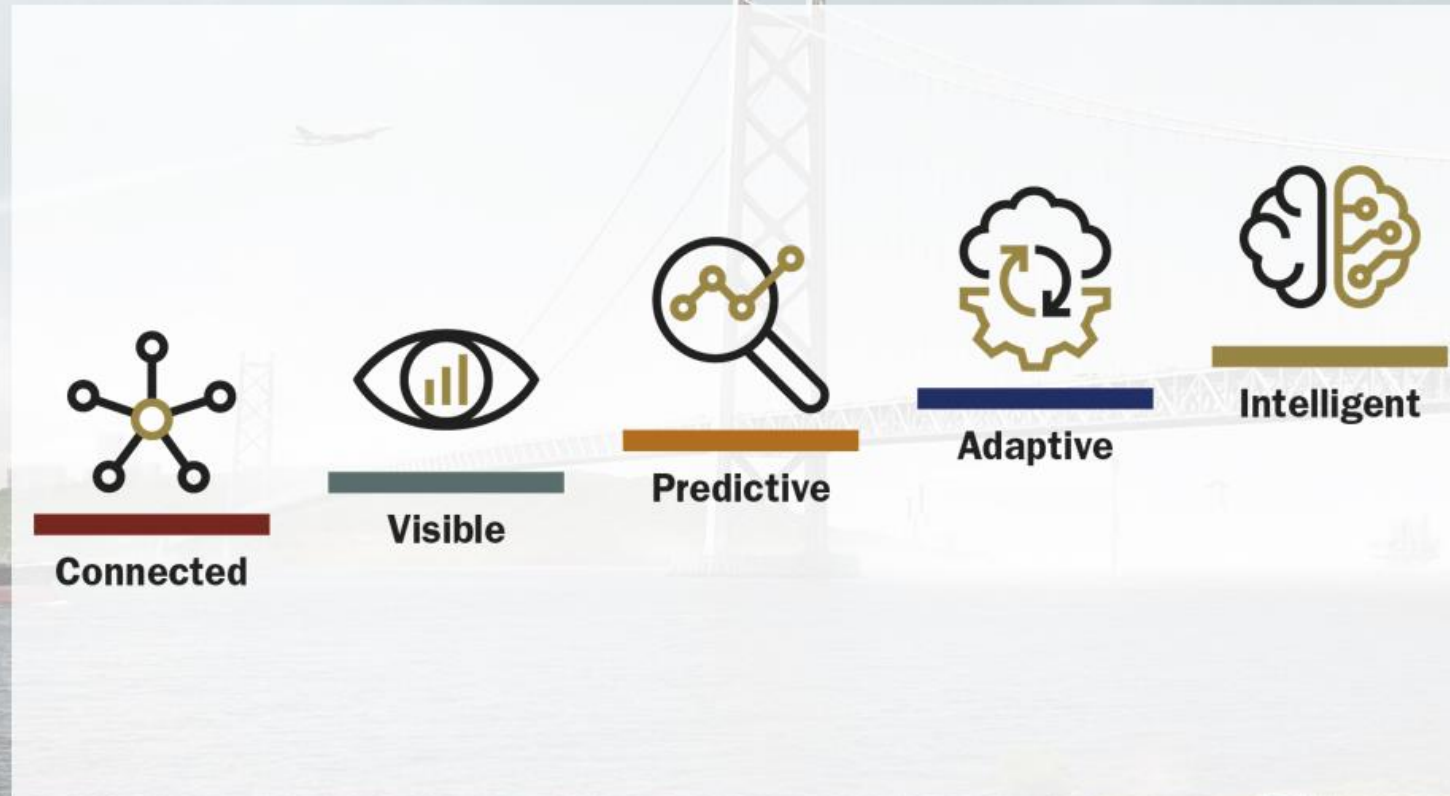 Connected
Visible
Predictive
Adaptive
Intelligent